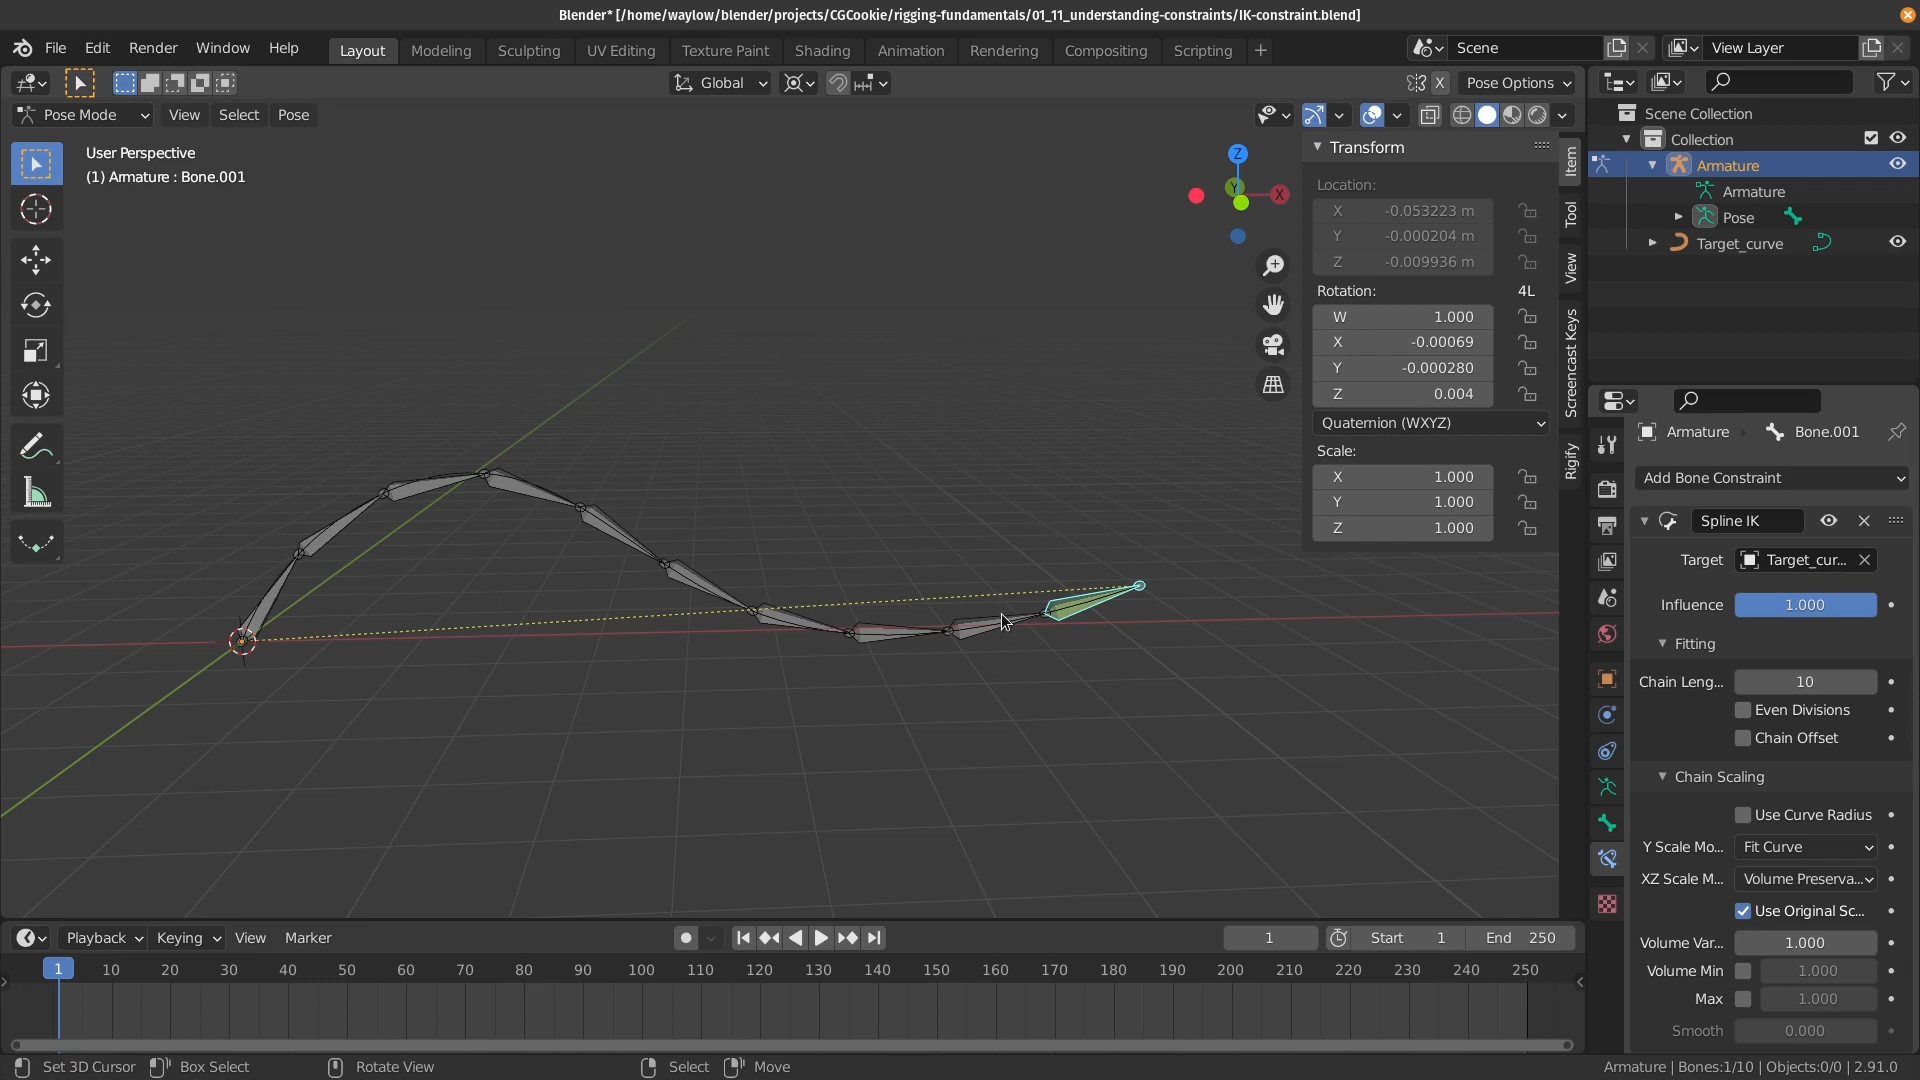 Blender* [/home/waylow/blender/projects/CGCookie/rigging-fundamentals/01_11_understanding-constraints/IK-constraint.blend]
File Edit Render Window Help Layout Modeling Sculpting UV Editing Texture Paint Shading Animation Rendering Compositing Scripting + Scene View Layer
Global X Pose Options
Pose Mode View Select Pose
User Perspective
(1) Armature : Bone.001
Z
Y
X
Transform
Location:
X -0.053223 m
Y -0.000204 m
Z -0.009936 m
Rotation: 4L
W 1.000
X -0.00069
Y -0.000280
Z 0.004
Quaternion (WXYZ)
Scale:
X 1.000
Y 1.000
Z 1.000
Item
Tool
View
Screencast Keys
Rigify
Scene Collection
Collection
Armature
Armature
Pose
Target_curve
Armature Bone.001
Add Bone Constraint
Spline IK
Target Target_cur...
Influence 1.000
Fitting
Chain Leng... 10
Even Divisions
Chain Offset
Chain Scaling
Use Curve Radius
Y Scale Mo... Fit Curve
XZ Scale M... Volume Preserva...
Use Original Sc...
Volume Var... 1.000
Volume Min 1.000
Max 1.000
Smooth 0.000
Playback Keying View Marker 1 Start 1 End 250
1 10 20 30 40 50 60 70 80 90 100 110 120 130 140 150 160 170 180 190 200 210 220 230 240 250
Set 3D Cursor Box Select Rotate View Select Move Armature | Bones:1/10 | Objects:0/0 | 2.91.0